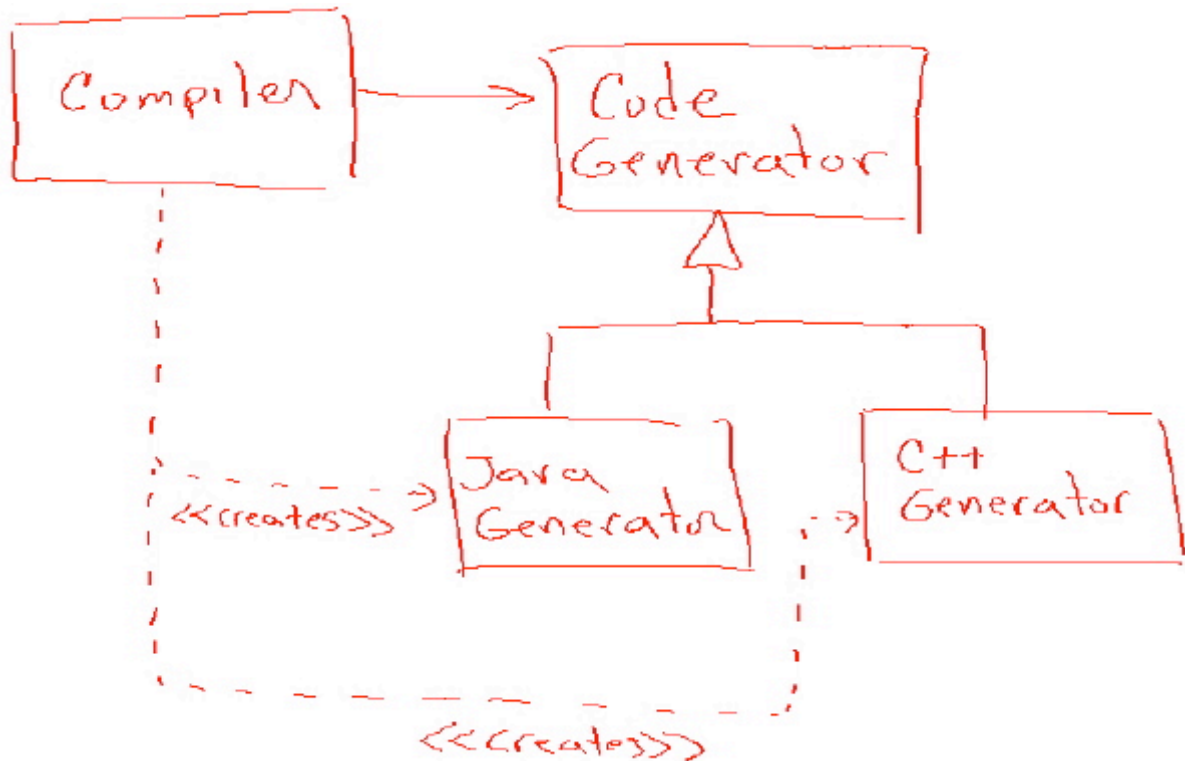 Compiler
Code
Generator
Java
Generator
C++
Generator
<<creates>>
<<creates>>